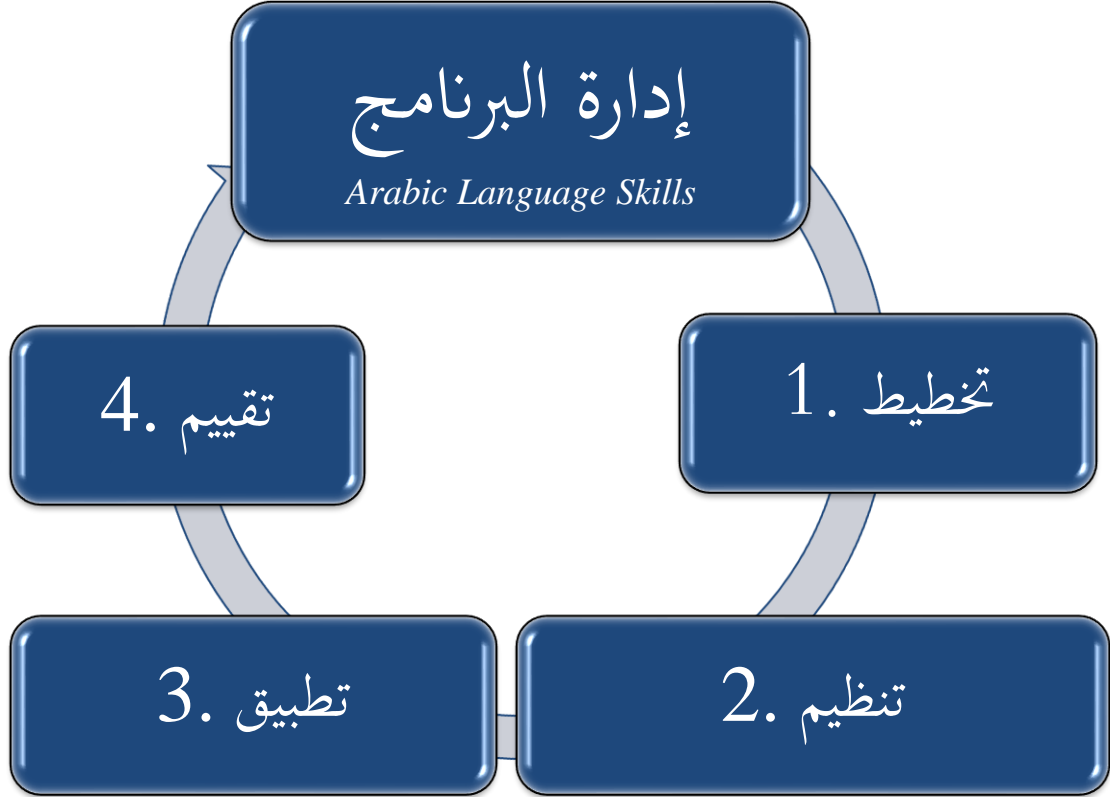 إدارة البرنامج
Arabic Language Skills
1. تخطيط
2. تنظيم
3. تطبيق
4. تقييم